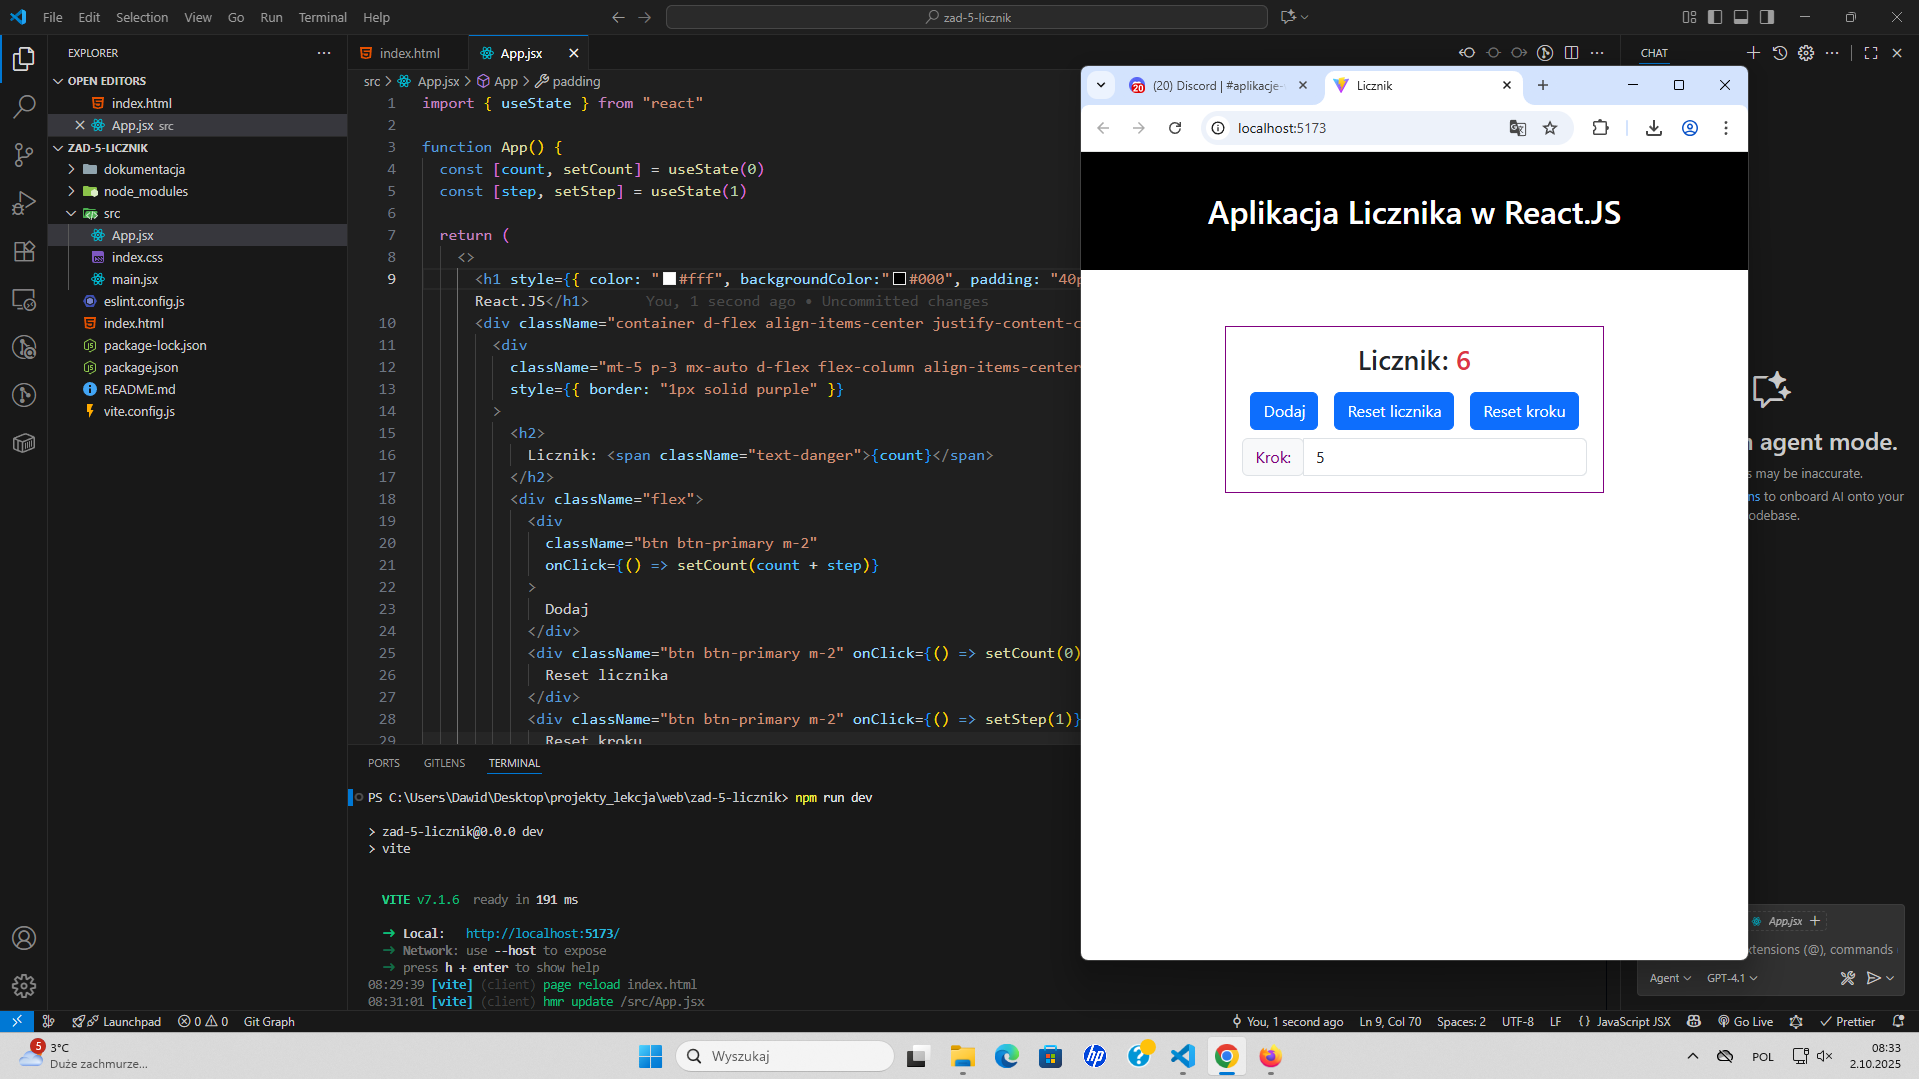 File Edit Selection View Go Run Terminal Help
zad-5-licznik
EXPLORER
OPEN EDITORS
index.html
App.jsx src
ZAD-5-LICZNIK
dokumentacja
node_modules
src
App.jsx
index.css
main.jsx
eslint.config.js
index.html
package-lock.json
package.json
README.md
vite.config.js
index.html
App.jsx
src > App.jsx > App > padding
1 import { useState } from "react"
2
3 function App() {
4 const [count, setCount] = useState(0)
5 const [step, setStep] = useState(1)
6
7 return (
8 <>
9 <h1 style={{ color: "#fff", backgroundColor:"#000", padding: "40p
React.JS</h1> You, 1 second ago • Uncommitted changes
10 <div className="container d-flex align-items-center justify-content-c
11 <div
12 className="mt-5 p-3 mx-auto d-flex flex-column align-items-center
13 style={{ border: "1px solid purple" }}
14 >
15 <h2>
16 Licznik: <span className="text-danger">{count}</span>
17 </h2>
18 <div className="flex">
19 <div
20 className="btn btn-primary m-2"
21 onClick={() => setCount(count + step)}
22 >
23 Dodaj
24 </div>
25 <div className="btn btn-primary m-2" onClick={() => setCount(0)
26 Reset licznika
27 </div>
28 <div className="btn btn-primary m-2" onClick={() => setStep(1)}
29 Reset kroku
PORTS GITLENS TERMINAL
PS C:\Users\Dawid\Desktop\projekty_lekcja\web\zad-5-licznik> npm run dev
> zad-5-licznik@0.0.0 dev
> vite
VITE v7.1.6 ready in 191 ms
➜ Local: http://localhost:5173/
➜ Network: use --host to expose
➜ press h + enter to show help
08:29:39 [vite] (client) page reload index.html
08:31:01 [vite] (client) hmr update /src/App.jsx
20
(20) Discord | #aplikacje-
Licznik
localhost:5173
Aplikacja Licznika w React.JS
Licznik: 6
Dodaj
Reset licznika
Reset kroku
Krok:
5
CHAT
agent mode.
may be inaccurate.
to onboard AI onto your
odebase.
App.jsx
(@), commands
Agent
GPT-4.1
Launchpad
0 0
Git Graph
You, 1 second ago
Ln 9, Col 70
Spaces: 2
UTF-8
LF
{ } JavaScript JSX
Go Live
Prettier
5
3°C
Duże zachmurze...
Wyszukaj
hp
POL
08:33
2.10.2025